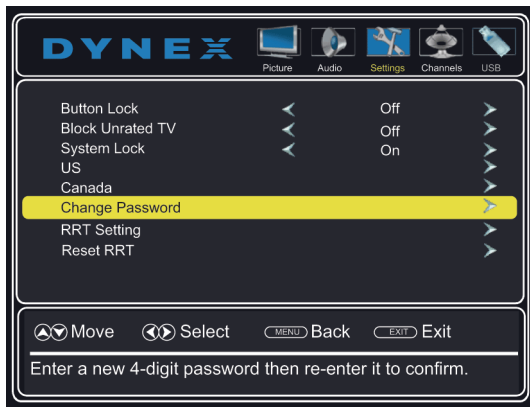 DYNEX
Picture Audio Settings Channels USB
Button Lock Off
Block Unrated TV Off
System Lock On
US
Canada
Change Password
RRT Setting
Reset RRT
Move Select MENU Back EXIT Exit
Enter a new 4-digit password then re-enter it to confirm.